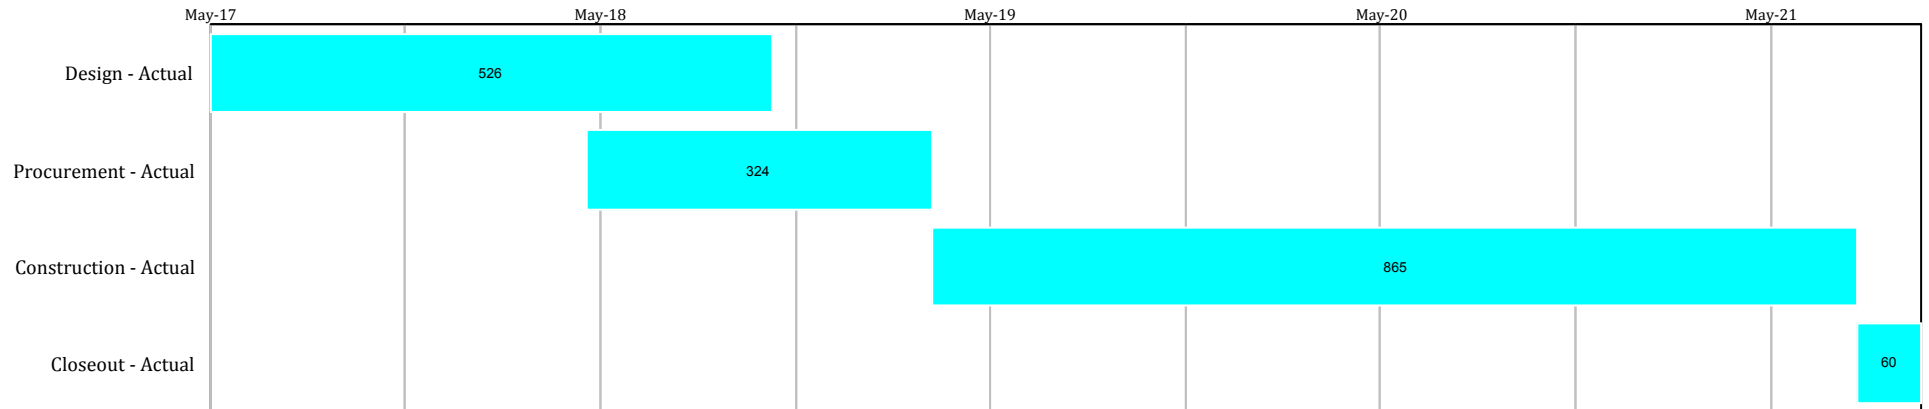 May-17 May-18 May-19 May-20 May-21
Design - Actual 526
Procurement - Actual 324
Construction - Actual 865
Closeout - Actual 60